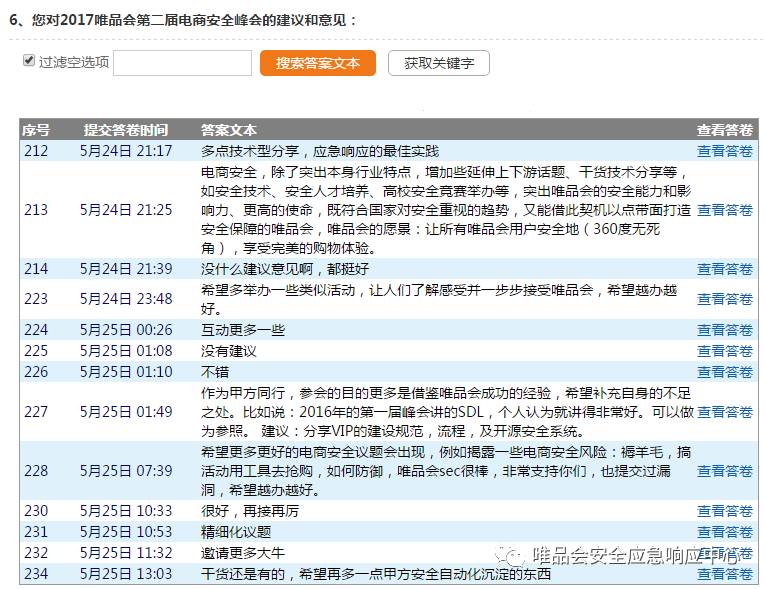 6、您对2017唯品会第二届电商安全峰会的建议和意见：
过滤空选项 搜索答案文本 获取关键字
序号 提交答卷时间 答案文本 查看答卷
212 5月24日 21:17 多点技术型分享，应急响应的最佳实践 查看答卷
电商安全，除了突出本身行业特点，增加些延伸上下游话题、干货技术分享等，
如安全技术、安全人才培养、高校安全竞赛举办等，突出唯品会的安全能力和影
213 5月24日 21:25 响力、更高的使命，既符合国家对安全重视的趋势，又能借此契机以点带面打造 查看答卷
安全保障的唯品会，唯品会的愿景：让所有唯品会用户安全地（360度无死
角），享受完美的购物体验。
214 5月24日 21:39 没什么建议意见啊，都挺好 查看答卷
223 5月24日 23:48 希望多举办一些类似活动，让人们了解感受并一步步接受唯品会，希望越办越 查看答卷
好。
224 5月25日 00:26 互动更多一些 查看答卷
225 5月25日 01:08 没有建议 查看答卷
226 5月25日 01:10 不错 查看答卷
作为甲方同行，参会的目的更多是借鉴唯品会成功的经验，希望补充自身的不足
227 5月25日 01:49 之处。比如说：2016年的第一届峰会讲的SDL，个人认为就讲得非常好。可以做 查看答卷
为参照。 建议：分享VIP的建设规范，流程，及开源安全系统。
希望更多更好的电商安全议题会出现，例如揭露一些电商安全风险：褥羊毛，搞
228 5月25日 07:39 活动用工具去抢购，如何防御，唯品会sec很棒，非常支持你们，也提交过漏 查看答卷
洞，希望越办越好。
230 5月25日 10:33 很好，再接再厉 查看答卷
231 5月25日 10:53 精细化议题 查看答卷
232 5月25日 11:32 邀请更多大牛 查看答卷
唯品会安全应急响应中心
234 5月25日 13:03 干货还是有的，希望再多一点甲方安全自动化沉淀的东西 查看答卷